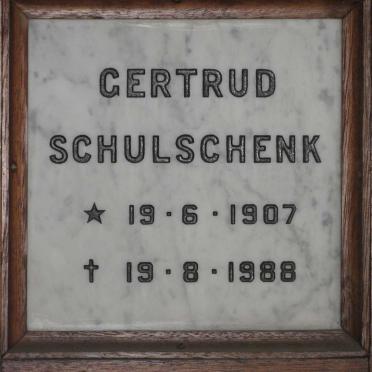 GERTRUD
SCHULSCHENK
★ 19·6·1907
† 19·8·1988